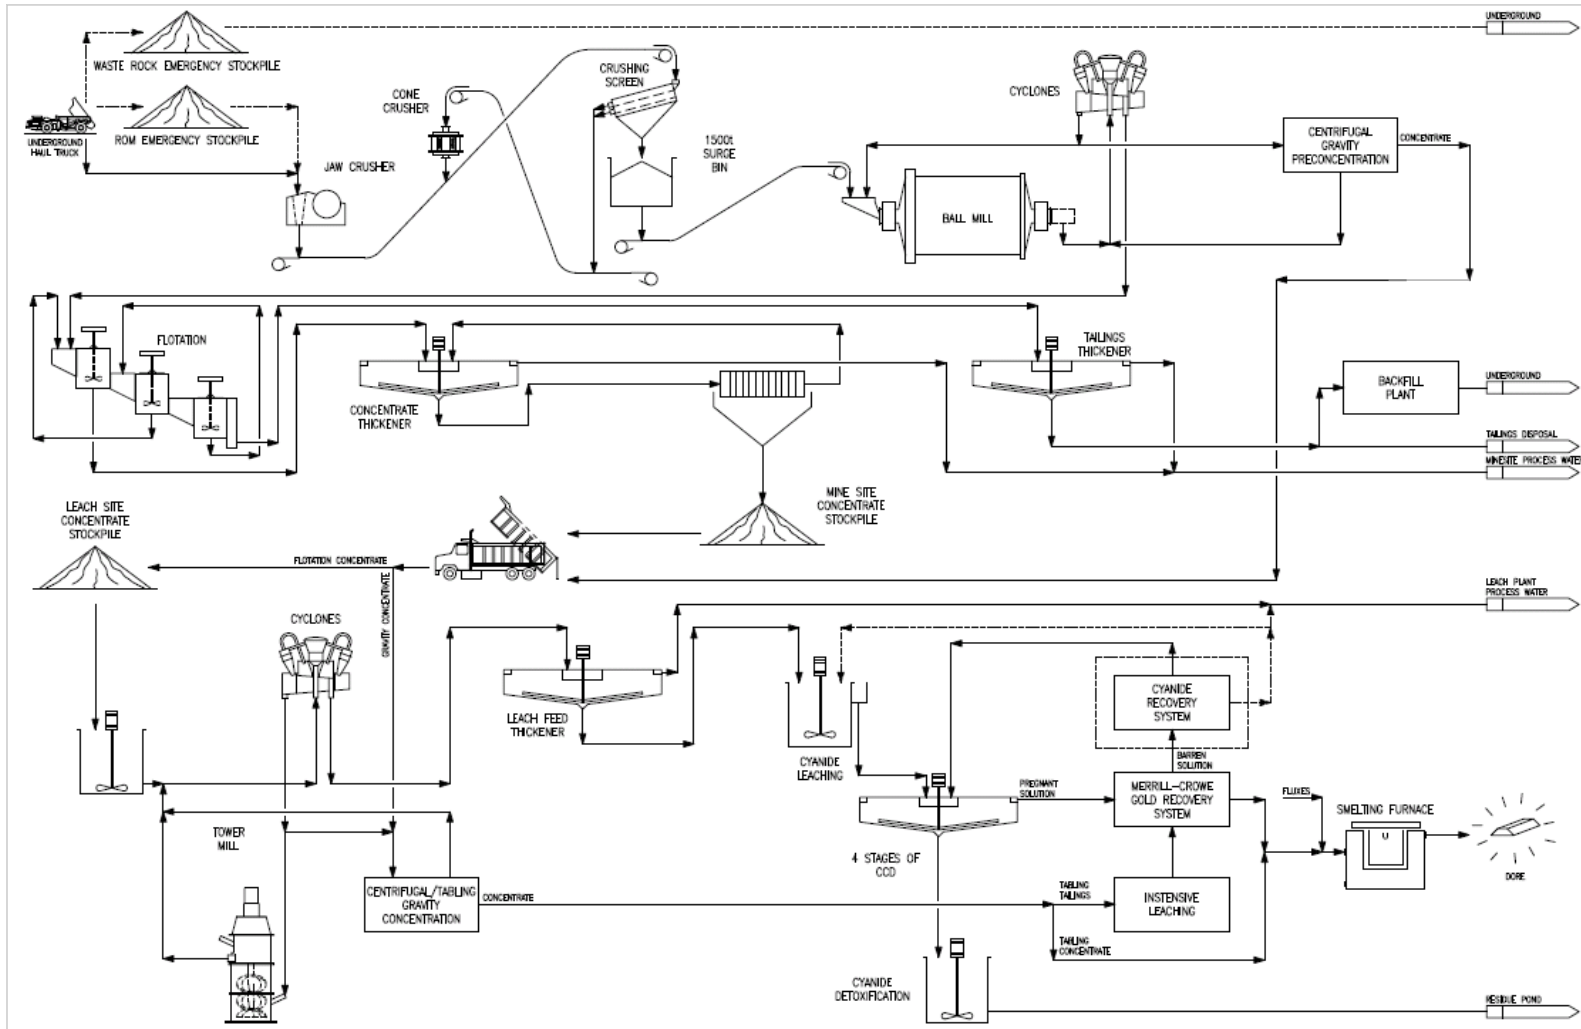 UNDERGROUND
WASTE ROCK EMERGENCY STOCKPILE
CRUSHING
SCREEN
CONE
CRUSHER
CYCLONES
UNDERGROUND
HAUL TRUCK
ROM EMERGENCY STOCKPILE
JAW CRUSHER
1500t
SURGE
BIN
CENTRIFUGAL
GRAVITY
PRECONCENTRATION
CONCENTRATE
BALL MILL
FLOTATION
CONCENTRATE
THICKENER
TAILINGS
THICKENER
BACKFILL
PLANT
UNDERGROUND
TAILINGS DISPOSAL
MINESITE PROCESS WATER
LEACH SITE
CONCENTRATE
STOCKPILE
MINE SITE
CONCENTRATE
STOCKPILE
FLOTATION CONCENTRATE
GRAVITY CONCENTRATE
LEACH PLANT
PROCESS WATER
CYCLONES
LEACH FEED
THICKENER
CYANIDE
LEACHING
CYANIDE
RECOVERY
SYSTEM
BARREN
SOLUTION
PREGNANT
SOLUTION
MERRILL-CROWE
GOLD RECOVERY
SYSTEM
FLUXES
SMELTING FURNACE
U
DORE
TOWER
MILL
4 STAGES OF
CCD
CENTRIFUGAL/TABLING
GRAVITY
CONCENTRATION
CONCENTRATE
TABLING
TAILINGS
INSTENSIVE
LEACHING
TABLING
CONCENTRATE
CYANIDE
DETOXIFICATION
RESIDUE POND